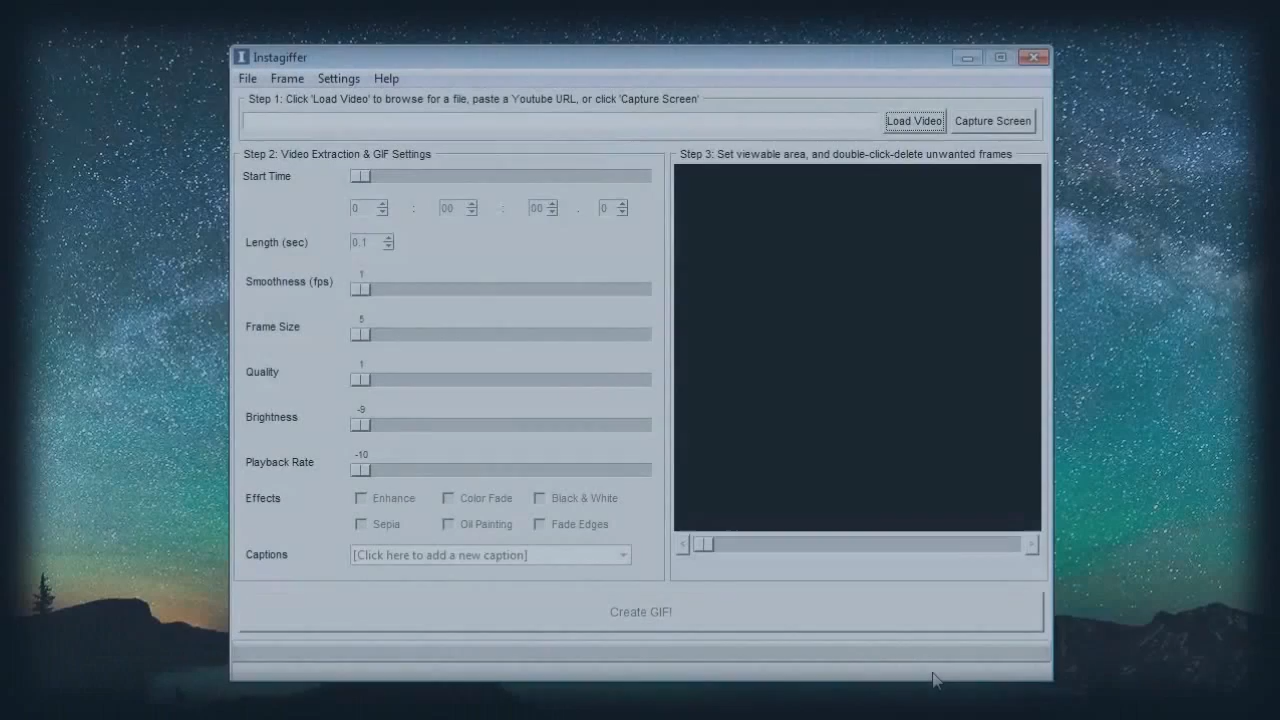 Instagiffer
File Frame Settings Help
Step 1: Click 'Load Video' to browse for a file, paste a Youtube URL, or click 'Capture Screen'
Load Video Capture Screen
Step 2: Video Extraction & GIF Settings
Start Time
0 : 00 : 00 . 0
Length (sec) 0.1
1
Smoothness (fps)
5
Frame Size
1
Quality
-9
Brightness
-10
Playback Rate
Effects Enhance Color Fade Black & White
Sepia Oil Painting Fade Edges
Captions [Click here to add a new caption]
Step 3: Set viewable area, and double-click-delete unwanted frames
< >
Create GIF!